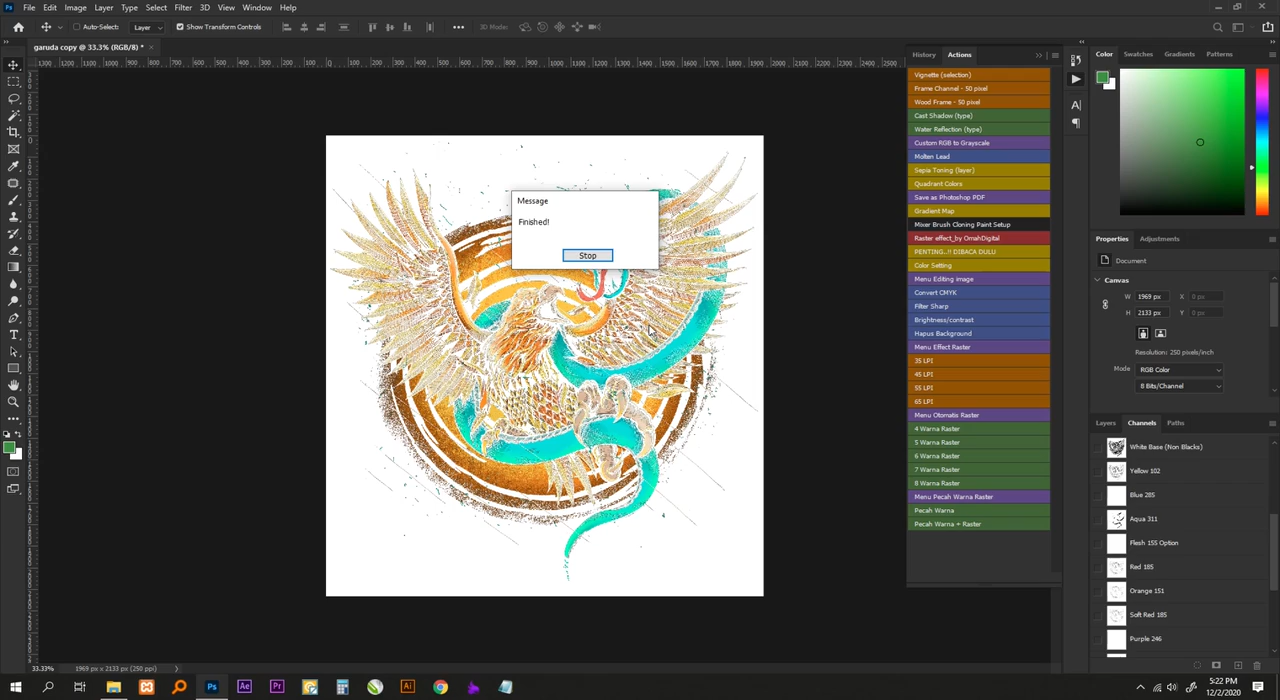 File Edit Image Layer Type Select Filter 3D View Window Help
Auto-Select: Layer Show Transform Controls 3D Mode:
garuda copy @ 33.3% (RGB/8) *
History Actions
Vignette (selection)
Frame Channel - 50 pixel
Wood Frame - 50 pixel
Cast Shadow (type)
Water Reflection (type)
Custom RGB to Grayscale
Molten Lead
Sepia Toning (layer)
Quadrant Colors
Save as Photoshop PDF
Gradient Map
Mixer Brush Cloning Paint Setup
Raster effect_by OmahDigital
PENTING..!! DIBACA DULU
Color Setting
Menu Editing image
Convert CMYK
Filter Sharp
Brightness/contrast
Hapus Background
Menu Effect Raster
35 LPI
45 LPI
55 LPI
65 LPI
Menu Otomatis Raster
4 Warna Raster
5 Warna Raster
6 Warna Raster
7 Warna Raster
8 Warna Raster
Menu Pecah Warna Raster
Pecah Warna
Pecah Warna + Raster
Message
Finished!
Stop
Color Swatches Gradients Patterns
Properties Adjustments
Document
Canvas
W 1969 px X 0 px
H 2133 px Y 0 px
Resolution: 250 pixels/inch
Mode RGB Color
8 Bits/Channel
Layers Channels Paths
White Base (Non Blacks)
Yellow 102
Blue 285
Aqua 311
Flesh 155 Option
Red 185
Orange 151
Soft Red 185
Purple 246
33.33% 1969 px x 2133 px (250 ppi)
5:22 PM
12/2/2020